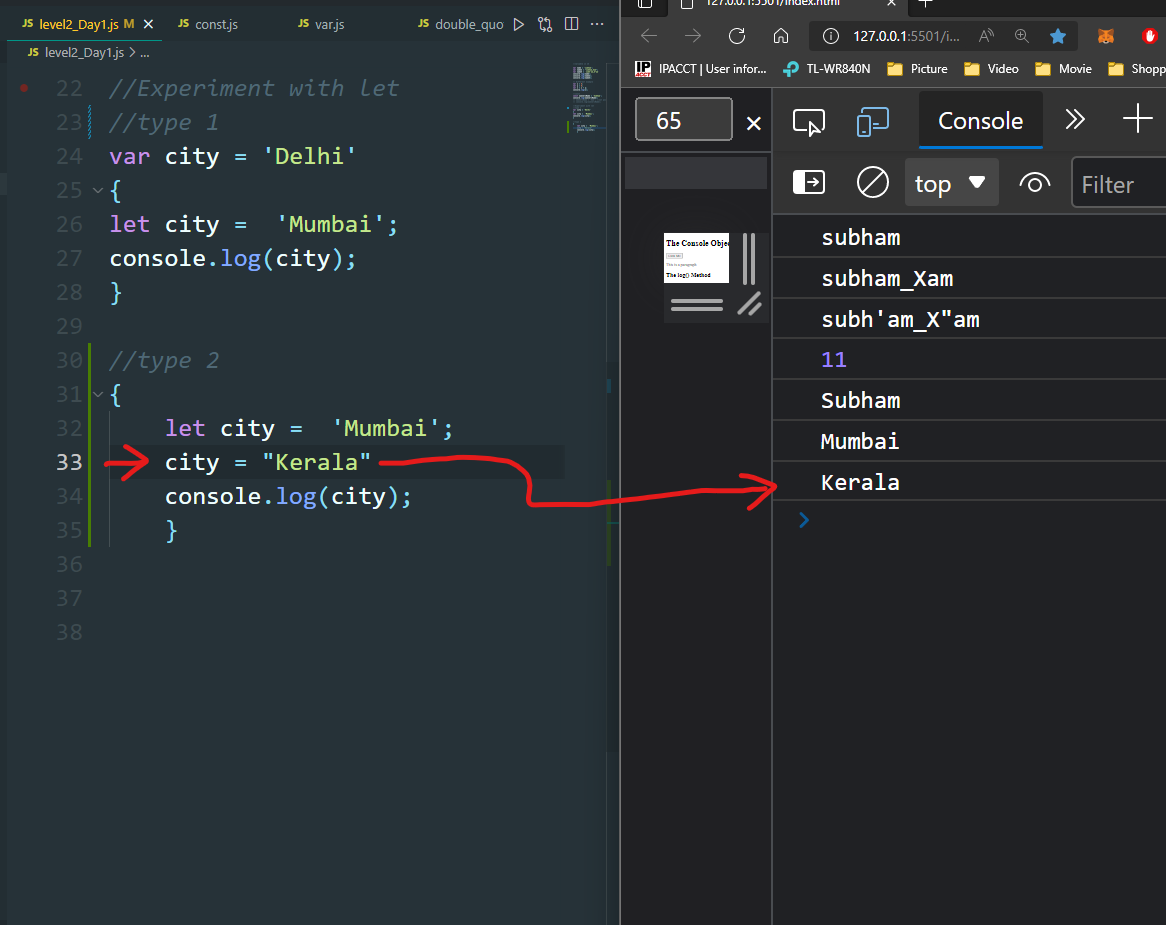 JS level2_Day1.js M ×
JS const.js
JS var.js
JS double_quo
JS level2_Day1.js > ...
22 //Experiment with let
23 //type 1
24 var city = 'Delhi'
25 {
26 let city =  'Mumbai';
27 console.log(city);
28 }
29
30 //type 2
31 {
32 let city =  'Mumbai';
33 city = "Kerala"
34 console.log(city);
35 }
36
37
38
127.0.0.1:5501/index.html
127.0.0.1:5501/i...
IPACCT | User infor...
TL-WR840N
Picture
Video
Movie
Shopp
65 ×
Console
top
Filter
The Console Objec
This is a paragraph
The log() Method
subham
subham_Xam
subh'am_X"am
11
Subham
Mumbai
Kerala